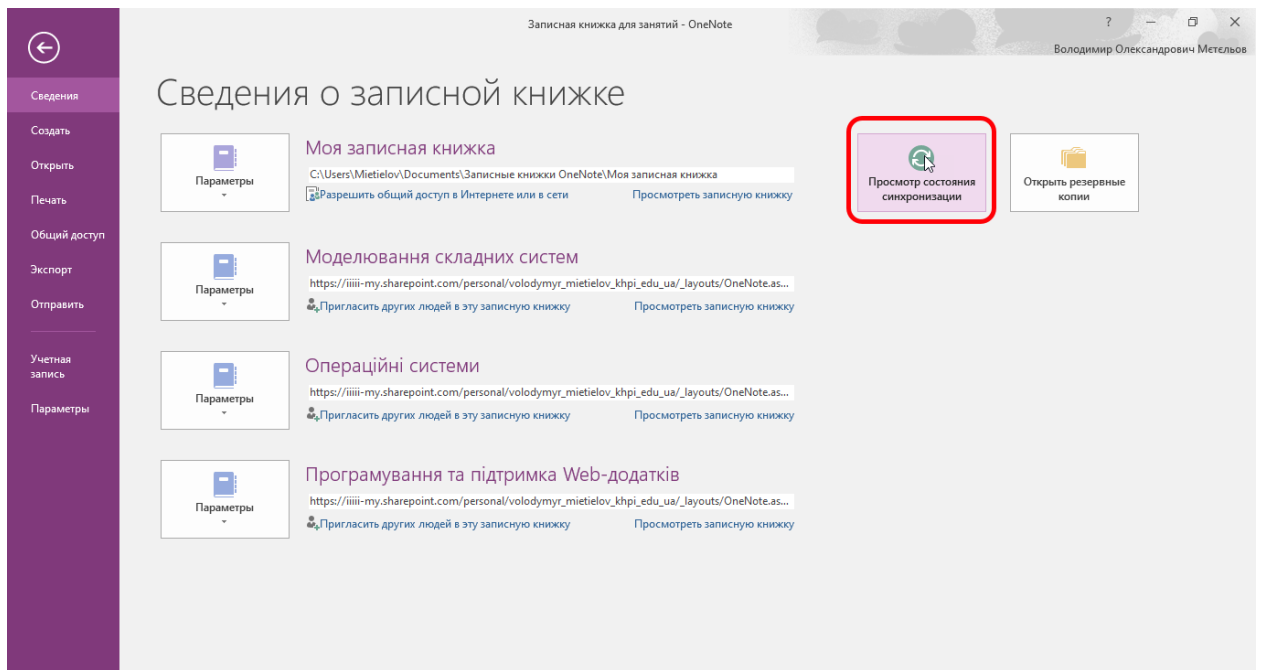 Записная книжка для занятий - OneNote
?
Володимир Олександрович Мєтєльов
Сведения
Создать
Открыть
Печать
Общий доступ
Экспорт
Отправить
Учетная
запись
Параметры
Сведения о записной книжке
Параметры
Моя записная книжка
C:\Users\Mietielov\Documents\Записные книжки OneNote\Моя записная книжка
Разрешить общий доступ в Интернете или в сети Просмотреть записную книжку
Просмотр состояния
синхронизации
Открыть резервные
копии
Параметры
Моделювання складних систем
https://iiiii-my.sharepoint.com/personal/volodymyr_mietielov_khpi_edu_ua/_layouts/OneNote.as...
Пригласить других людей в эту записную книжку Просмотреть записную книжку
Параметры
Операційні системи
https://iiiii-my.sharepoint.com/personal/volodymyr_mietielov_khpi_edu_ua/_layouts/OneNote.as...
Пригласить других людей в эту записную книжку Просмотреть записную книжку
Параметры
Програмування та підтримка Web-додатків
https://iiiii-my.sharepoint.com/personal/volodymyr_mietielov_khpi_edu_ua/_layouts/OneNote.as...
Пригласить других людей в эту записную книжку Просмотреть записную книжку